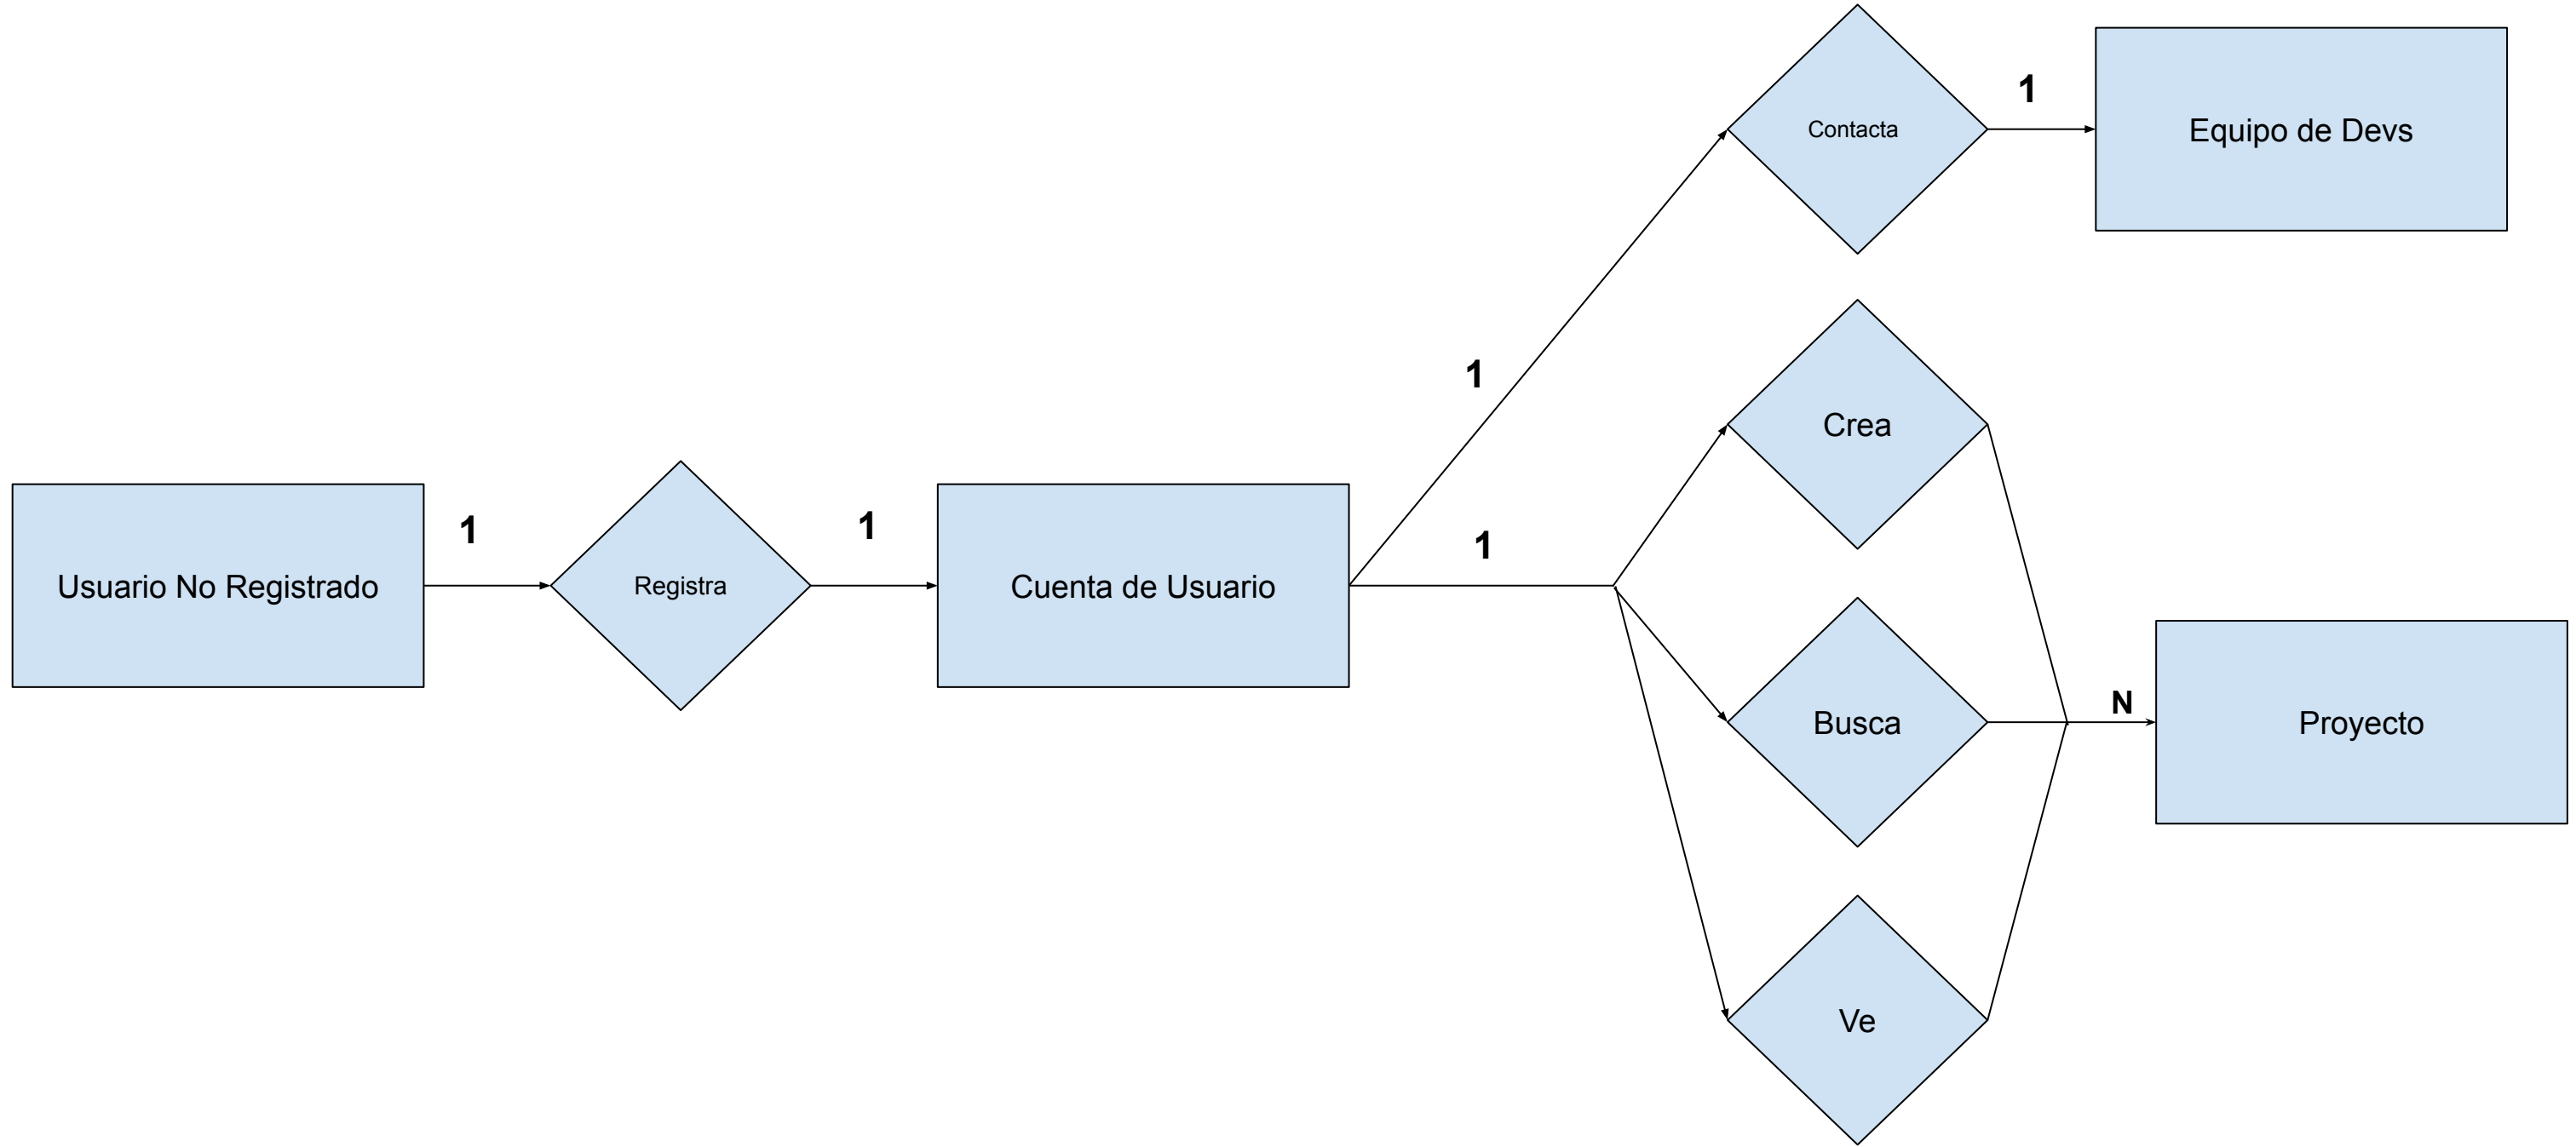 Usuario No Registrado
1
Registra
1
Cuenta de Usuario
1
Contacta
1
Equipo de Devs
1
Crea
Busca
Ve
N
Proyecto